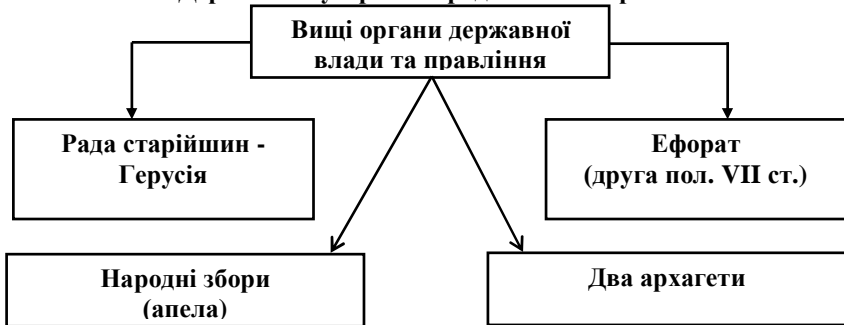 Вищі органи державної
влади та правління
Рада старійшин -
Герусія
Ефорат
(друга пол. VII ст.)
Народні збори
(апела)
Два архагети